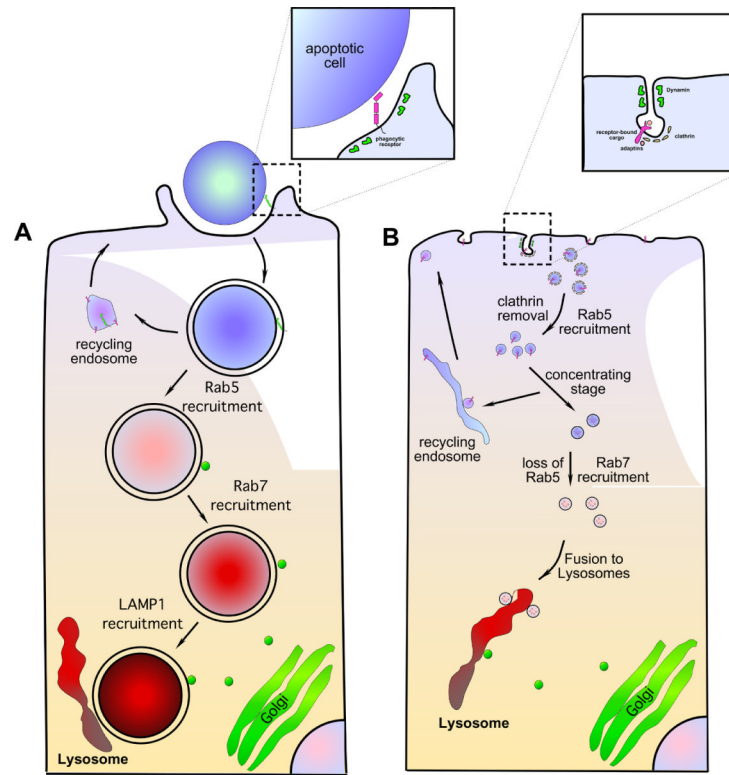 apoptotic
cell
phagocytic
receptor
Dynamin
receptor-bound
cargo
clathrin
adaptins
A
recycling
endosome
Rab5
recruitment
Rab7
recruitment
LAMP1
recruitment
Golgi
Lysosome
B
clathrin
removal
Rab5
recruitment
concentrating
stage
recycling
endosome
loss of
Rab5
Rab7
recruitment
Fusion to
Lysosomes
Lysosome
Golgi